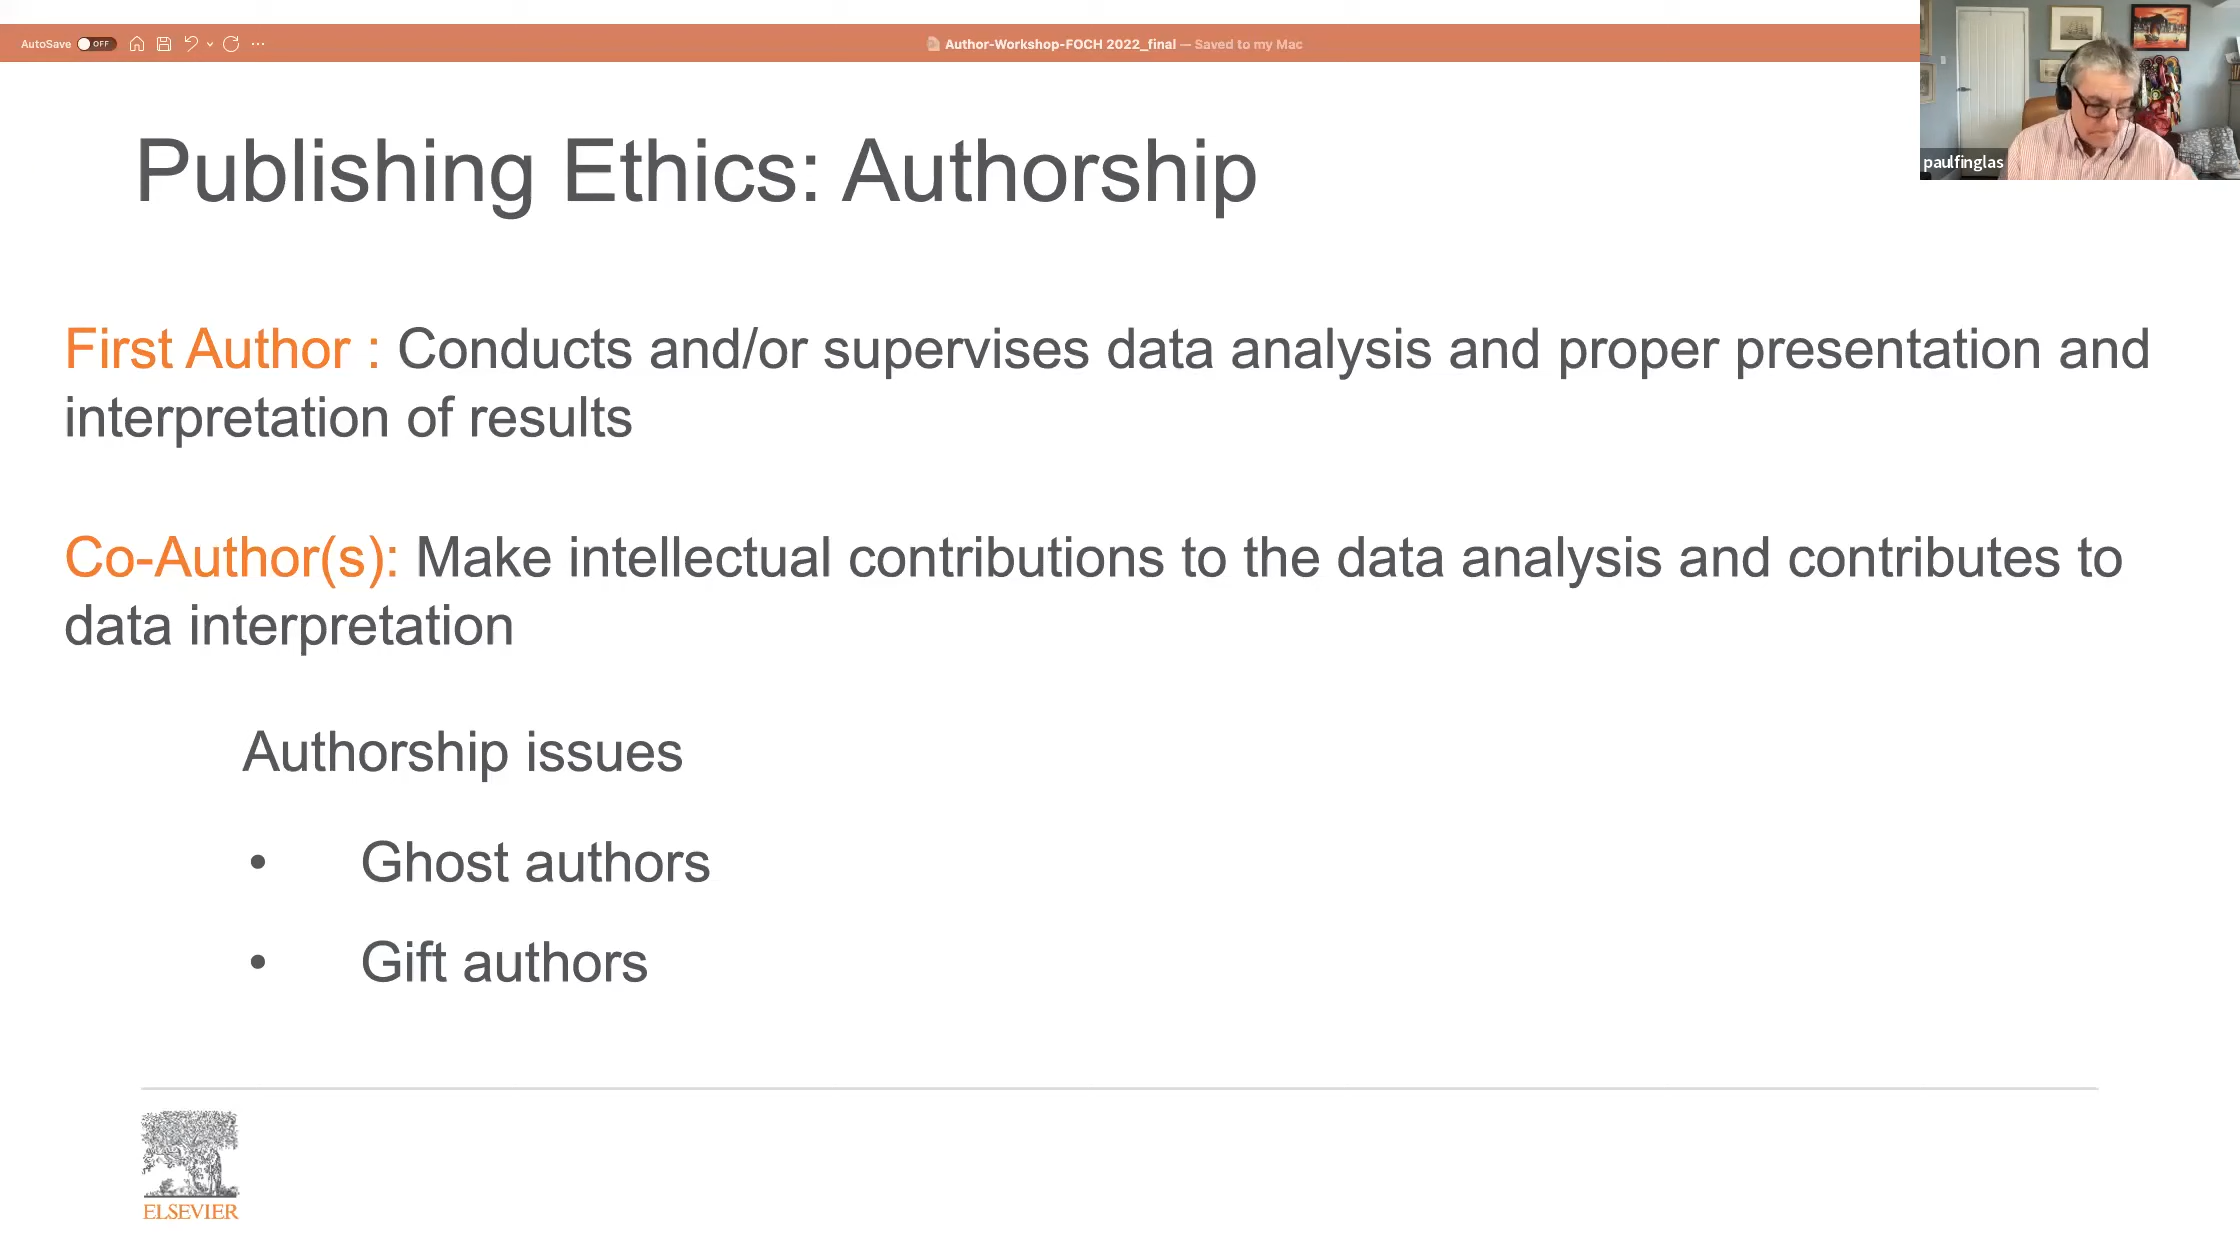 AutoSave OFF
Author-Workshop-FOCH 2022_final — Saved to my Mac
paulfinglas
Publishing Ethics: Authorship
First Author : Conducts and/or supervises data analysis and proper presentation and
interpretation of results
Co-Author(s): Make intellectual contributions to the data analysis and contributes to
data interpretation
Authorship issues
• Ghost authors
• Gift authors
ELSEVIER